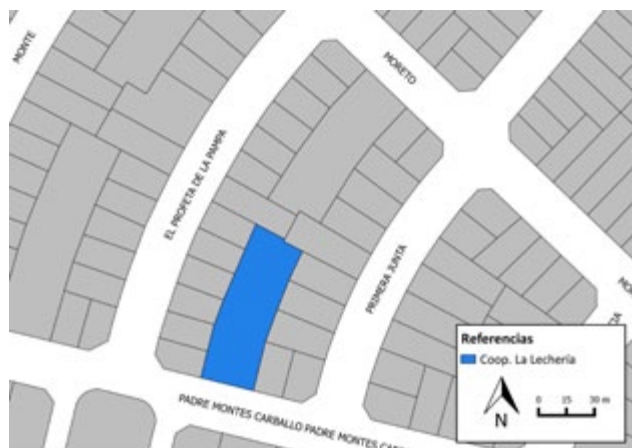 MONTE
MORETO
EL PROFETA DE LA PAMPA
PRIMERA JUNTA
PADRE MONTES CARBALLO PADRE MONTES
Referencias
Coop. La Lechería
N
0 15 30 m